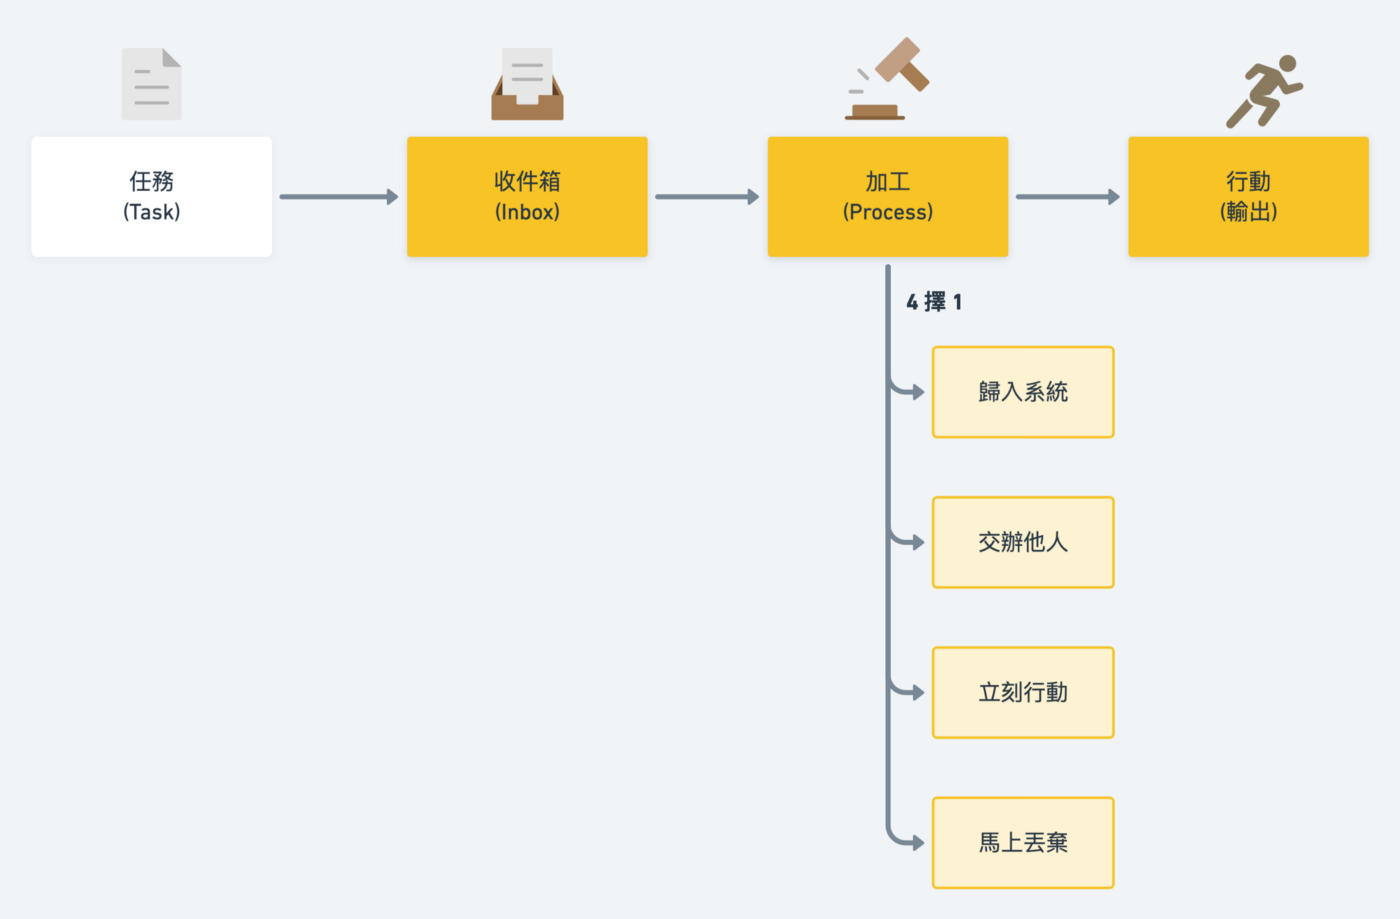 任務
(Task)
收件箱
(Inbox)
加工
(Process)
行動
(輸出)
4 擇 1
歸入系統
交辦他人
立刻行動
馬上丟棄